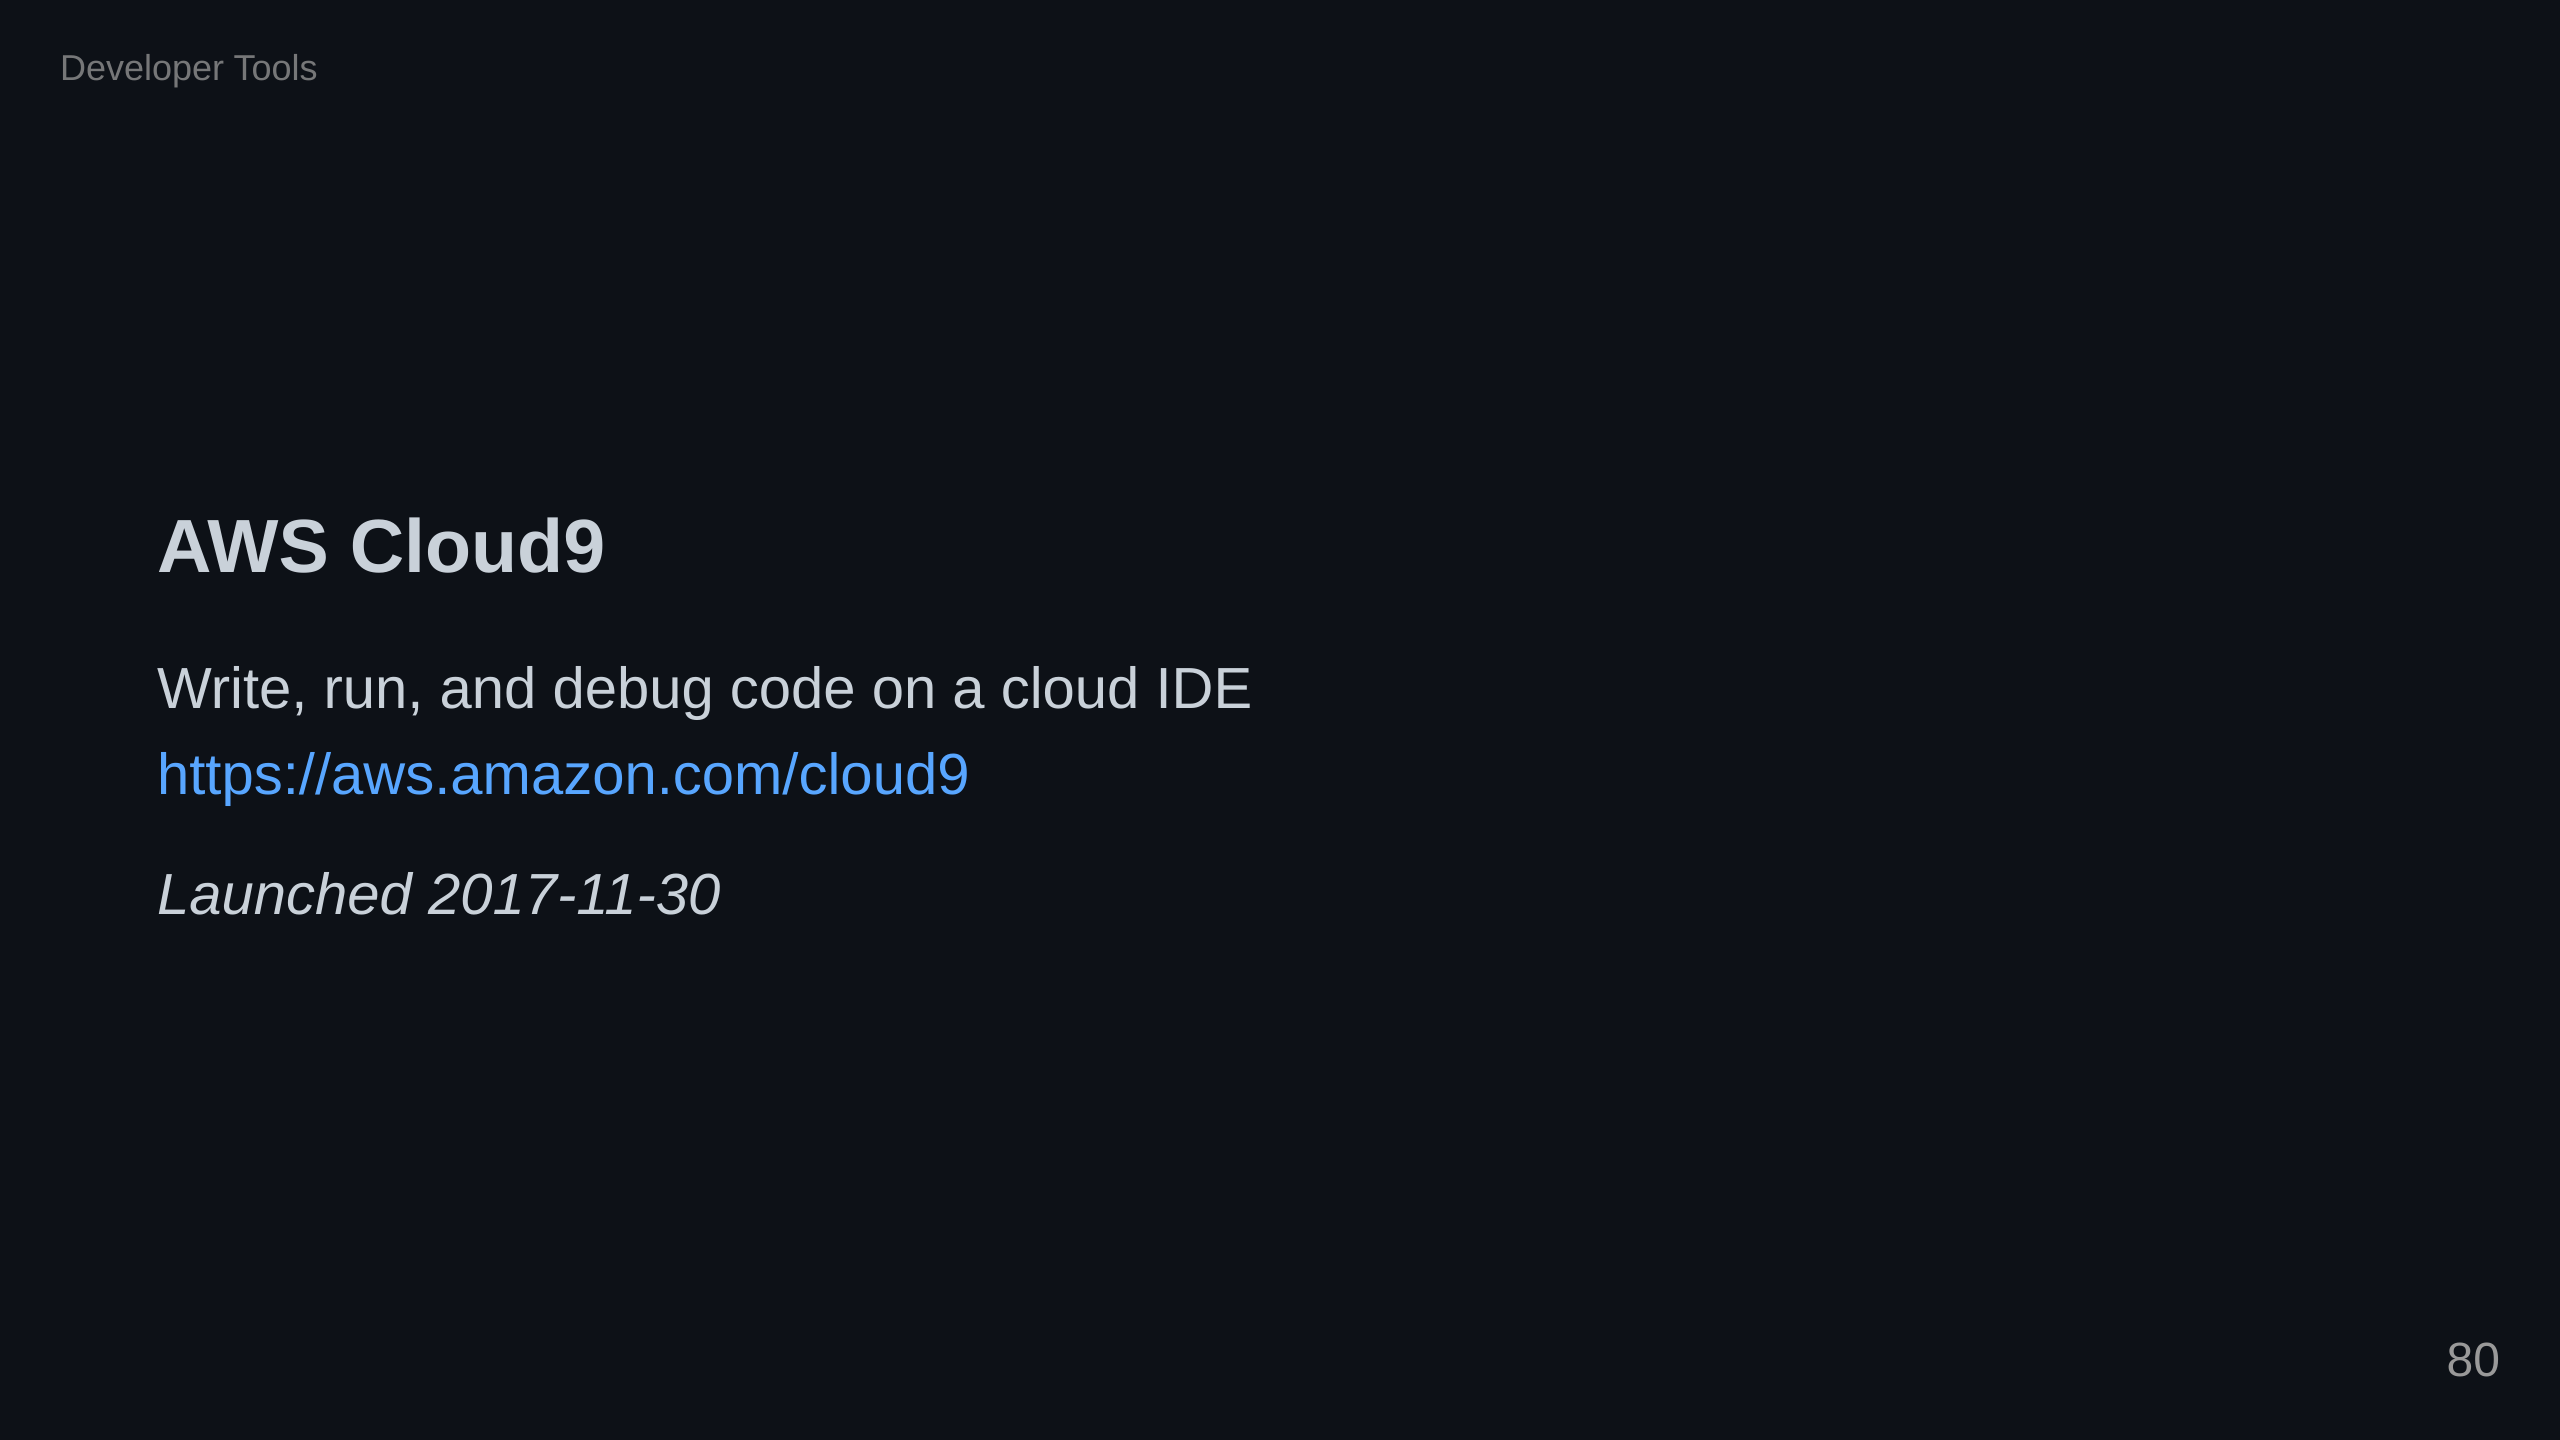 Developer Tools
AWS Cloud9
Write, run, and debug code on a cloud IDE
https://aws.amazon.com/cloud9
Launched 2017-11-30
80